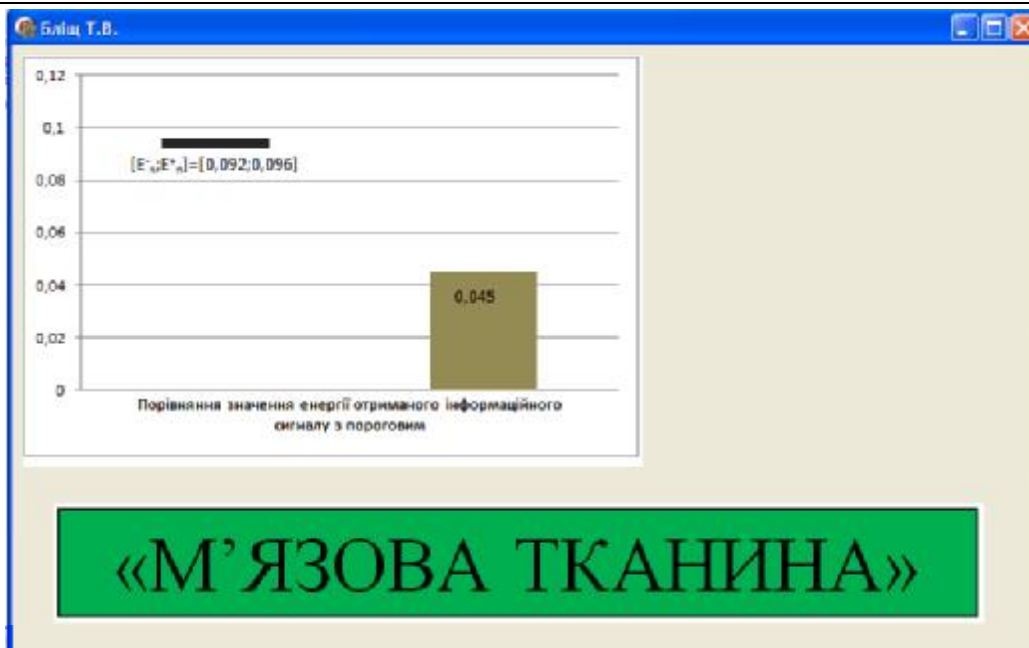 Бліщ Т.В.
0,12
0,1
[E⁻ₙ;E⁺ₙ]=[0,092;0,096]
0,08
0,06
0,04
0.045
0,02
0
Порівняння значення енергії отриманого інформаційного
сигналу з пороговим
«М’ЯЗОВА ТКАНИНА»